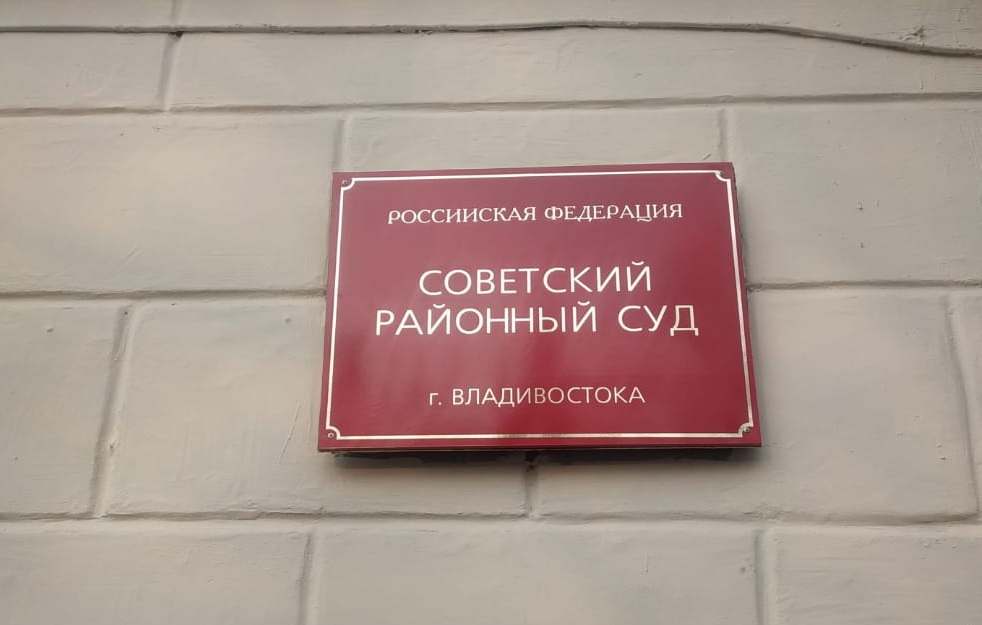 РОССИИСКАЯ ФЕДЕРАЦИЯ
СОВЕТСКИЙ
РАЙОННЫЙ СУД
г. ВЛАДИВОСТОКА